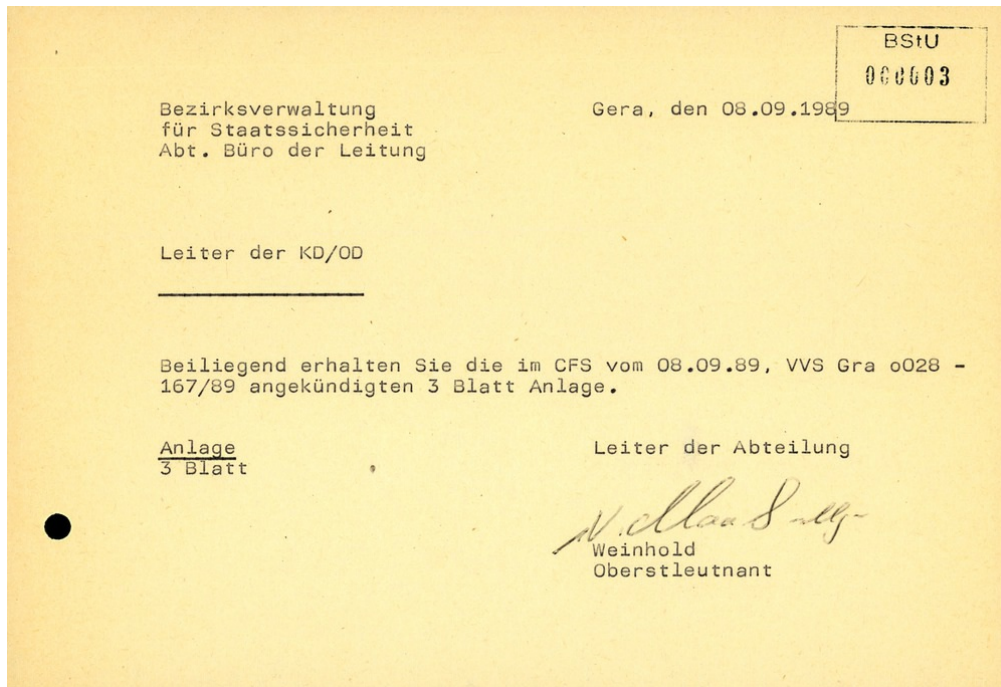 BStU
000003
Bezirksverwaltung
für Staatssicherheit
Abt. Büro der Leitung
Gera, den 08.09.1989
Leiter der KD/OD
Beiliegend erhalten Sie die im CFS vom 08.09.89, VVS Gra o028 -
167/89 angekündigten 3 Blatt Anlage.
Anlage
3 Blatt
Leiter der Abteilung
Weinhold
Oberstleutnant